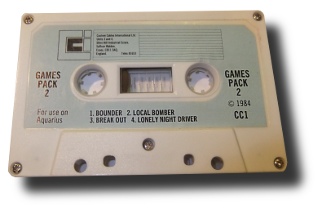 GAMES
PACK
2
For use on
Aquarius
1. BOUNDER 2. LOCAL BOMBER
3. BREAK OUT 4. LONELY NIGHT DRIVER
GAMES
PACK
2
© 1984
CC1